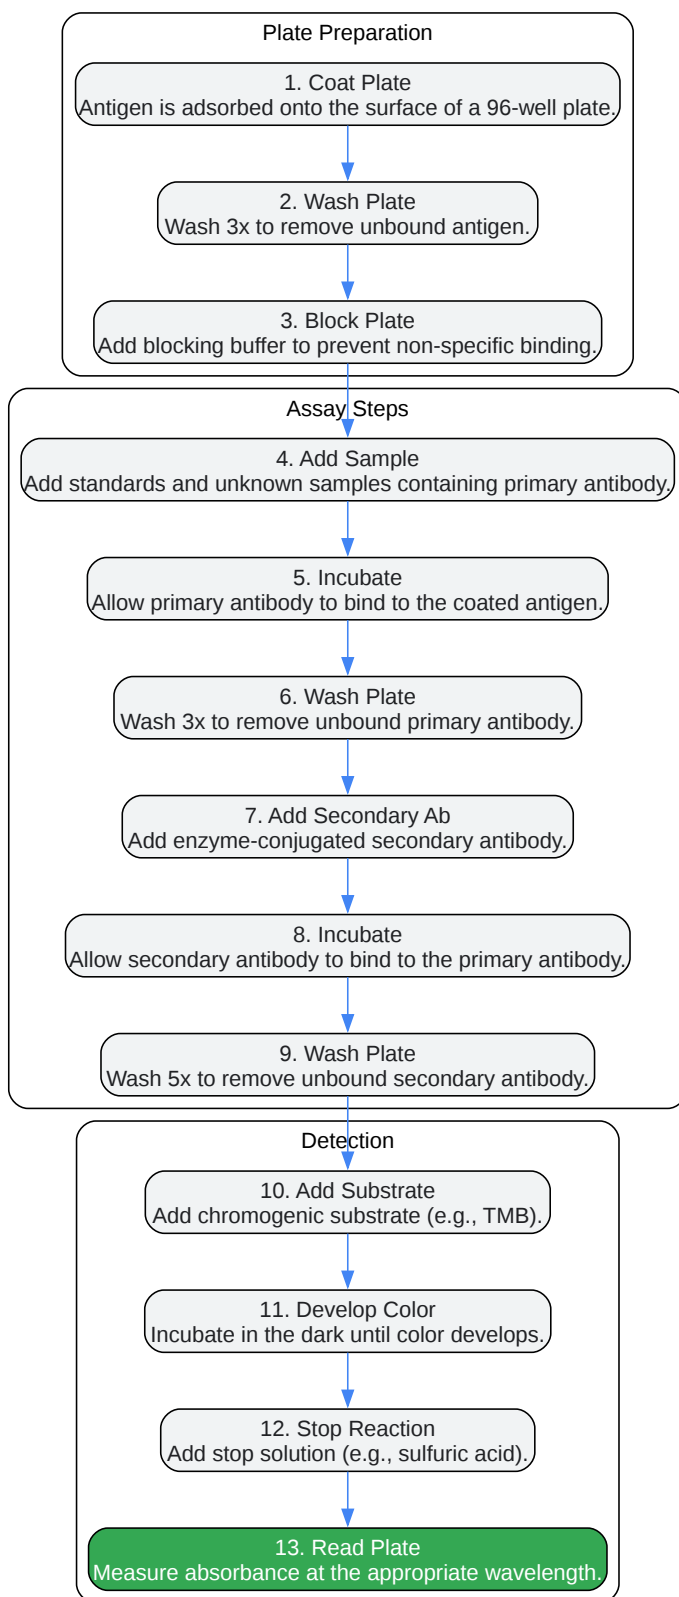 Plate Preparation
1. Coat Plate
Antigen is adsorbed onto the surface of a 96-well plate.
2. Wash Plate
Wash 3x to remove unbound antigen.
3. Block Plate
Add blocking buffer to prevent non-specific binding.
Assay Steps
4. Add Sample
Add standards and unknown samples containing primary antibody.
5. Incubate
Allow primary antibody to bind to the coated antigen.
6. Wash Plate
Wash 3x to remove unbound primary antibody.
7. Add Secondary Ab
Add enzyme-conjugated secondary antibody.
8. Incubate
Allow secondary antibody to bind to the primary antibody.
9. Wash Plate
Wash 5x to remove unbound secondary antibody.
Detection
10. Add Substrate
Add chromogenic substrate (e.g., TMB).
11. Develop Color
Incubate in the dark until color develops.
12. Stop Reaction
Add stop solution (e.g., sulfuric acid).
13. Read Plate
Measure absorbance at the appropriate wavelength.